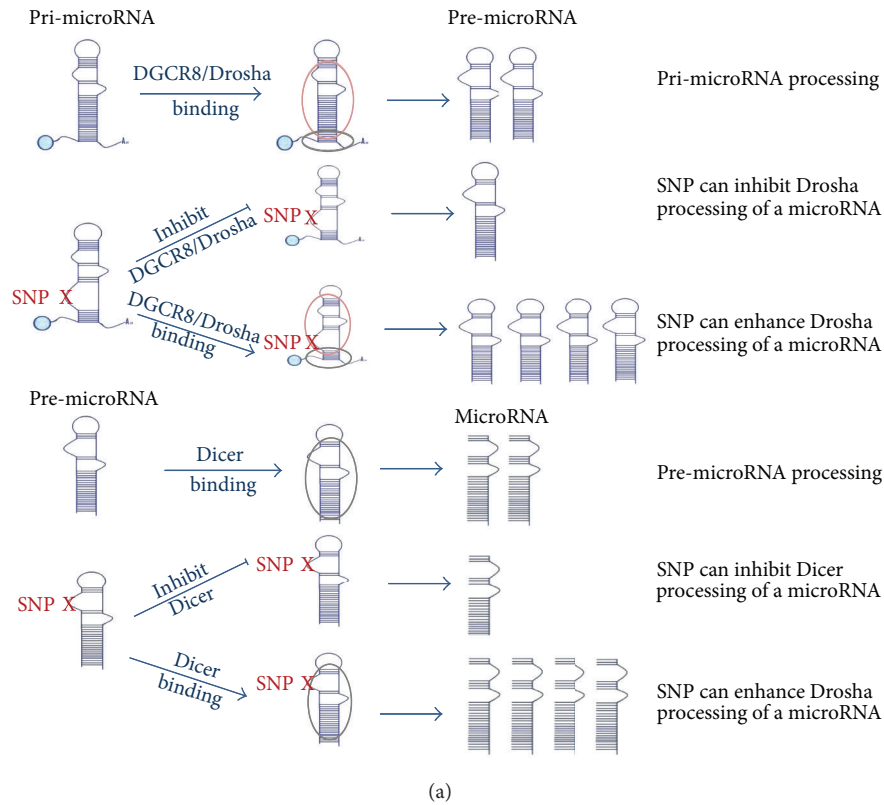 Pri-microRNA
Pre-microRNA
DGCR8/Drosha
binding
Pri-microRNA processing
SNP X
Inhibit
DGCR8/Drosha
SNP X
SNP can inhibit Drosha
processing of a microRNA
DGCR8/Drosha
binding
SNP X
SNP can enhance Drosha
processing of a microRNA
Pre-microRNA
MicroRNA
Dicer
binding
Pre-microRNA processing
SNP X
Inhibit
Dicer
SNP X
SNP can inhibit Dicer
processing of a microRNA
Dicer
binding
SNP X
SNP can enhance Drosha
processing of a microRNA
(a)